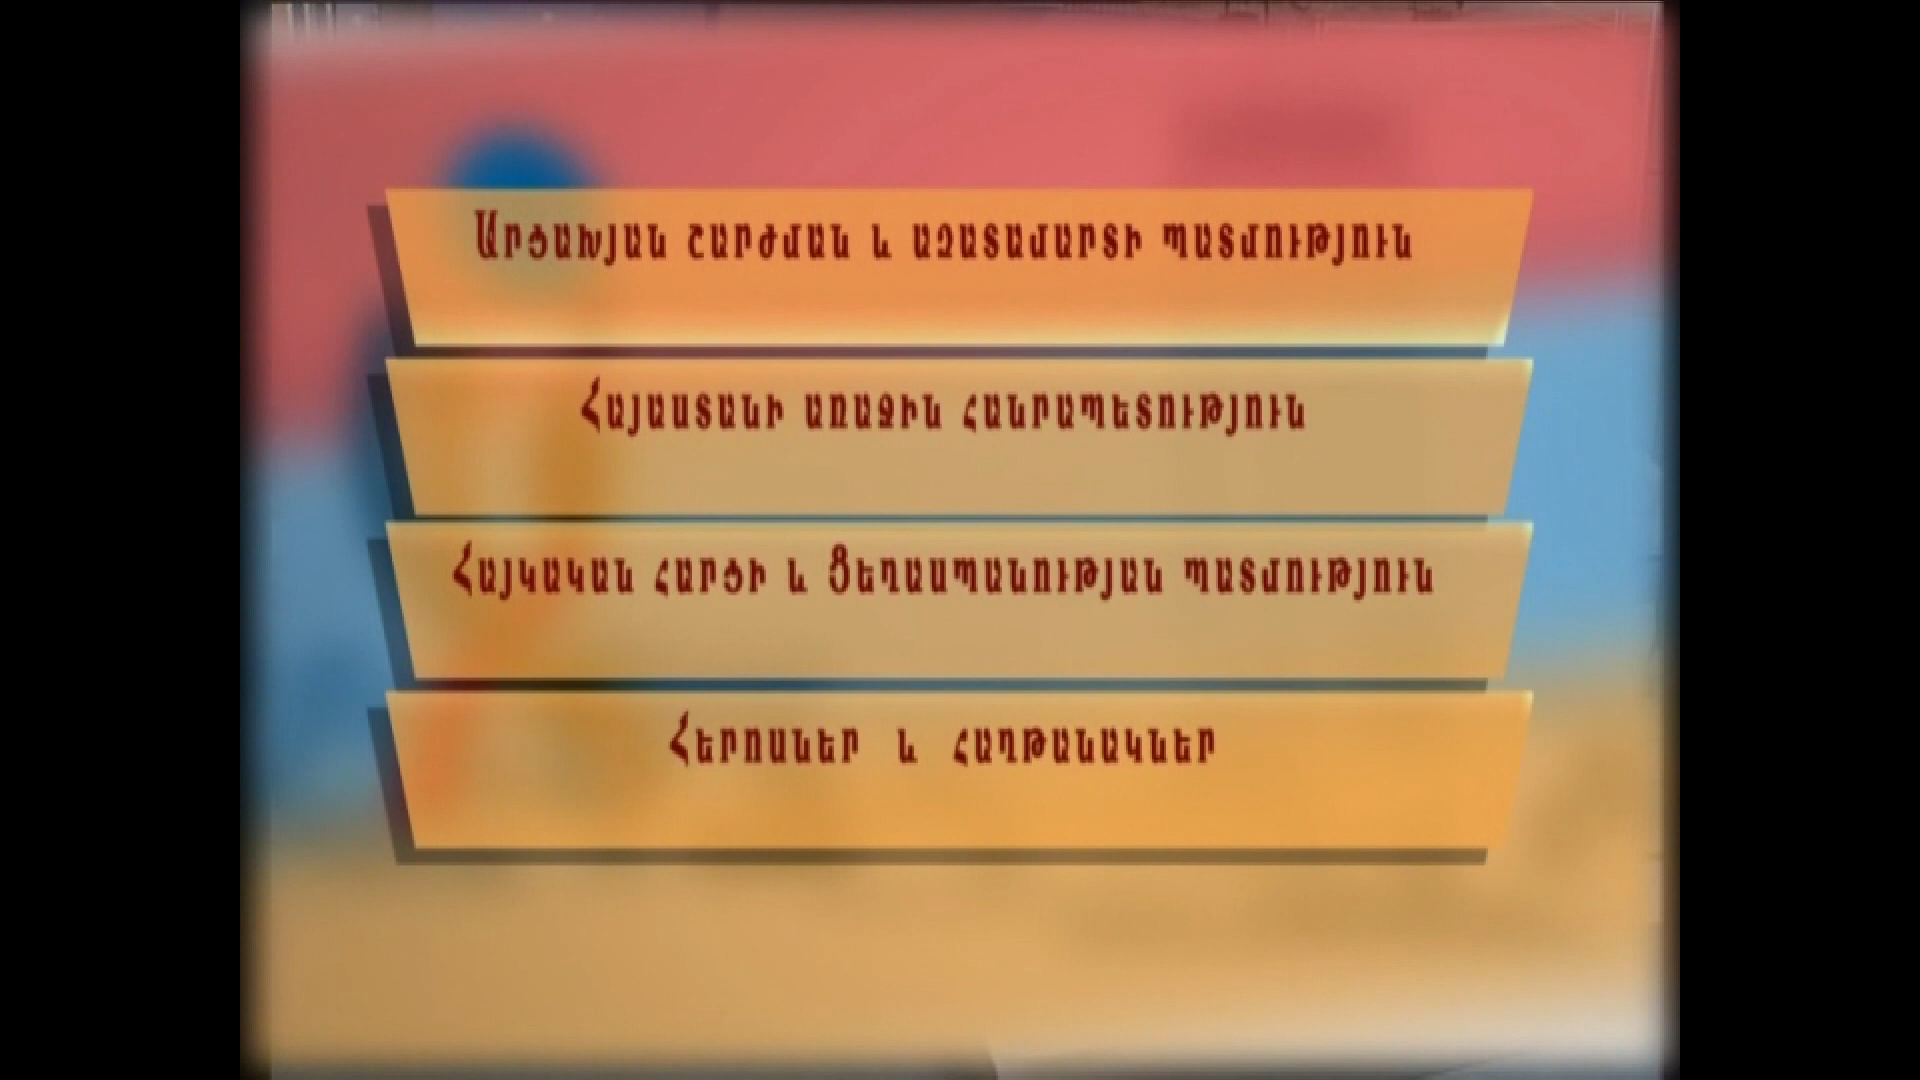 Արցախյան շարժման և ազատամարտի պատմություն
Հայաստանի առաջին հանրապետություն
Հայկական հարցի և Ցեղասպանության պատմություն
Հերոսներ և հաղթանակներ